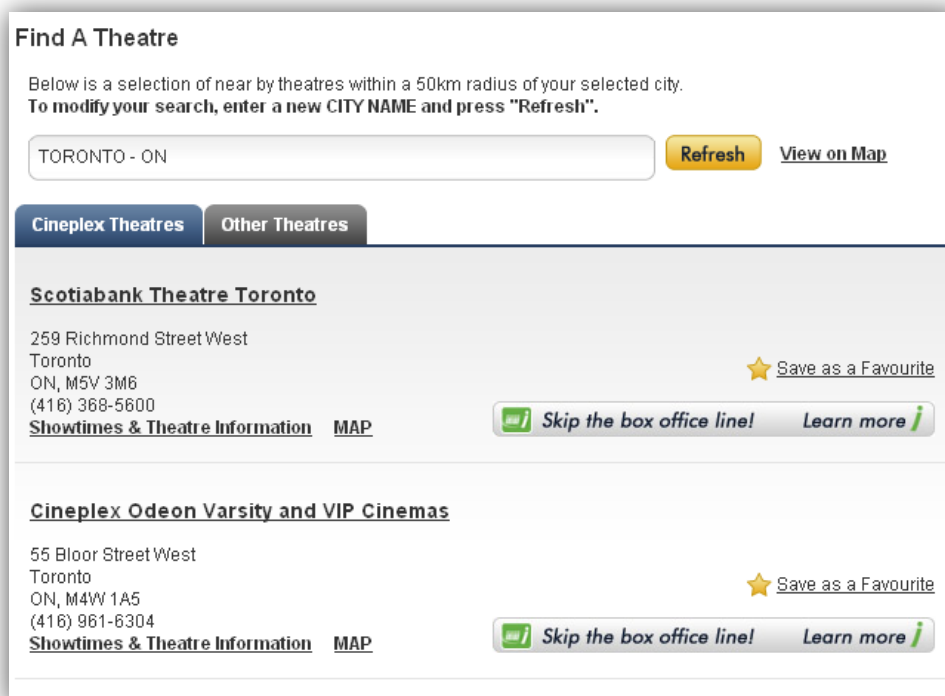 Find A Theatre
Below is a selection of near by theatres within a 50km radius of your selected city.
To modify your search, enter a new CITY NAME and press "Refresh".
TORONTO - ON Refresh View on Map
Cineplex Theatres Other Theatres
Scotiabank Theatre Toronto
259 Richmond Street West
Toronto
ON, M5V 3M6
(416) 368-5600
Save as a Favourite
Showtimes & Theatre Information MAP
Skip the box office line! Learn more
Cineplex Odeon Varsity and VIP Cinemas
55 Bloor Street West
Toronto
ON, M4W 1A5
(416) 961-6304
Save as a Favourite
Showtimes & Theatre Information MAP
Skip the box office line! Learn more